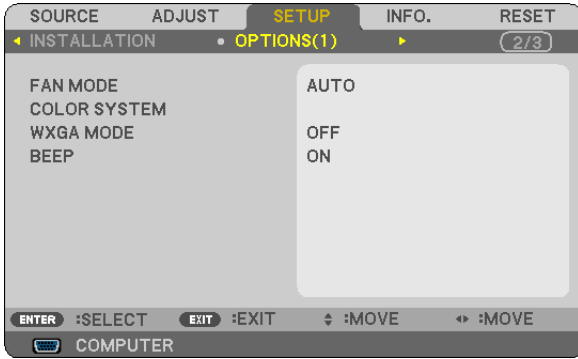 SOURCE ADJUST SETUP INFO. RESET
INSTALLATION • OPTIONS(1) 2/3
FAN MODE AUTO
COLOR SYSTEM
WXGA MODE OFF
BEEP ON
ENTER :SELECT EXIT :EXIT :MOVE :MOVE
COMPUTER